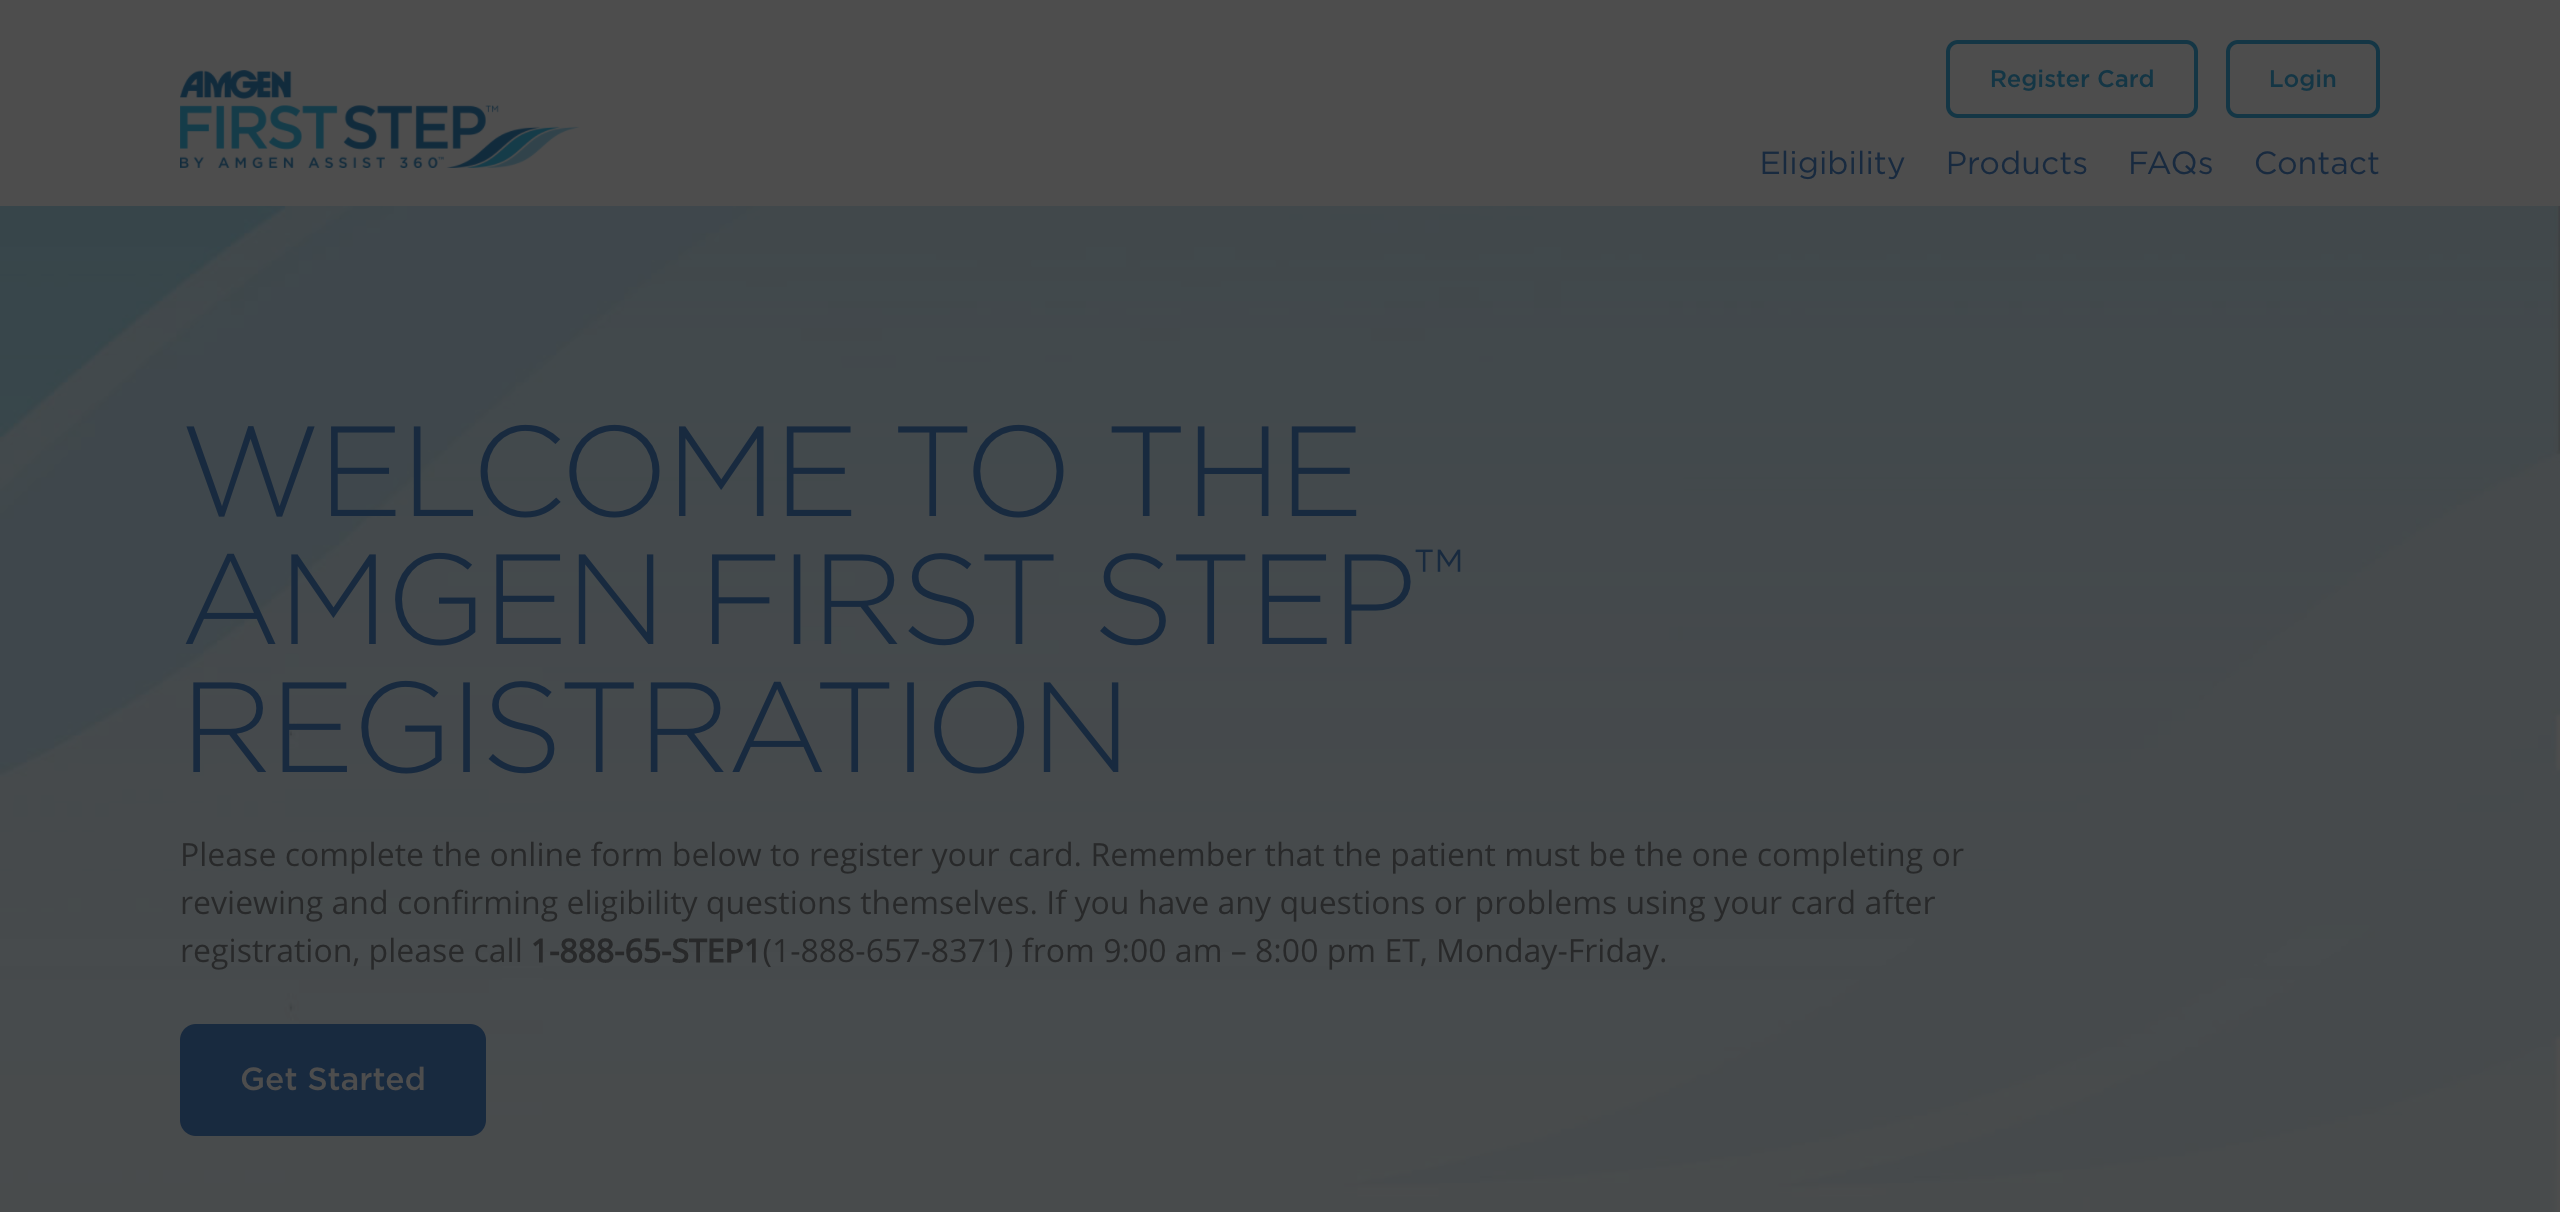 AMGEN
FIRST STEP™
BY AMGEN ASSIST 360™
Register Card
Login
Eligibility
Products
FAQs
Contact
WELCOME TO THE
AMGEN FIRST STEP™
REGISTRATION
Please complete the online form below to register your card. Remember that the patient must be the one completing or
reviewing and confirming eligibility questions themselves. If you have any questions or problems using your card after
registration, please call 1-888-65-STEP1(1-888-657-8371) from 9:00 am – 8:00 pm ET, Monday-Friday.
Get Started